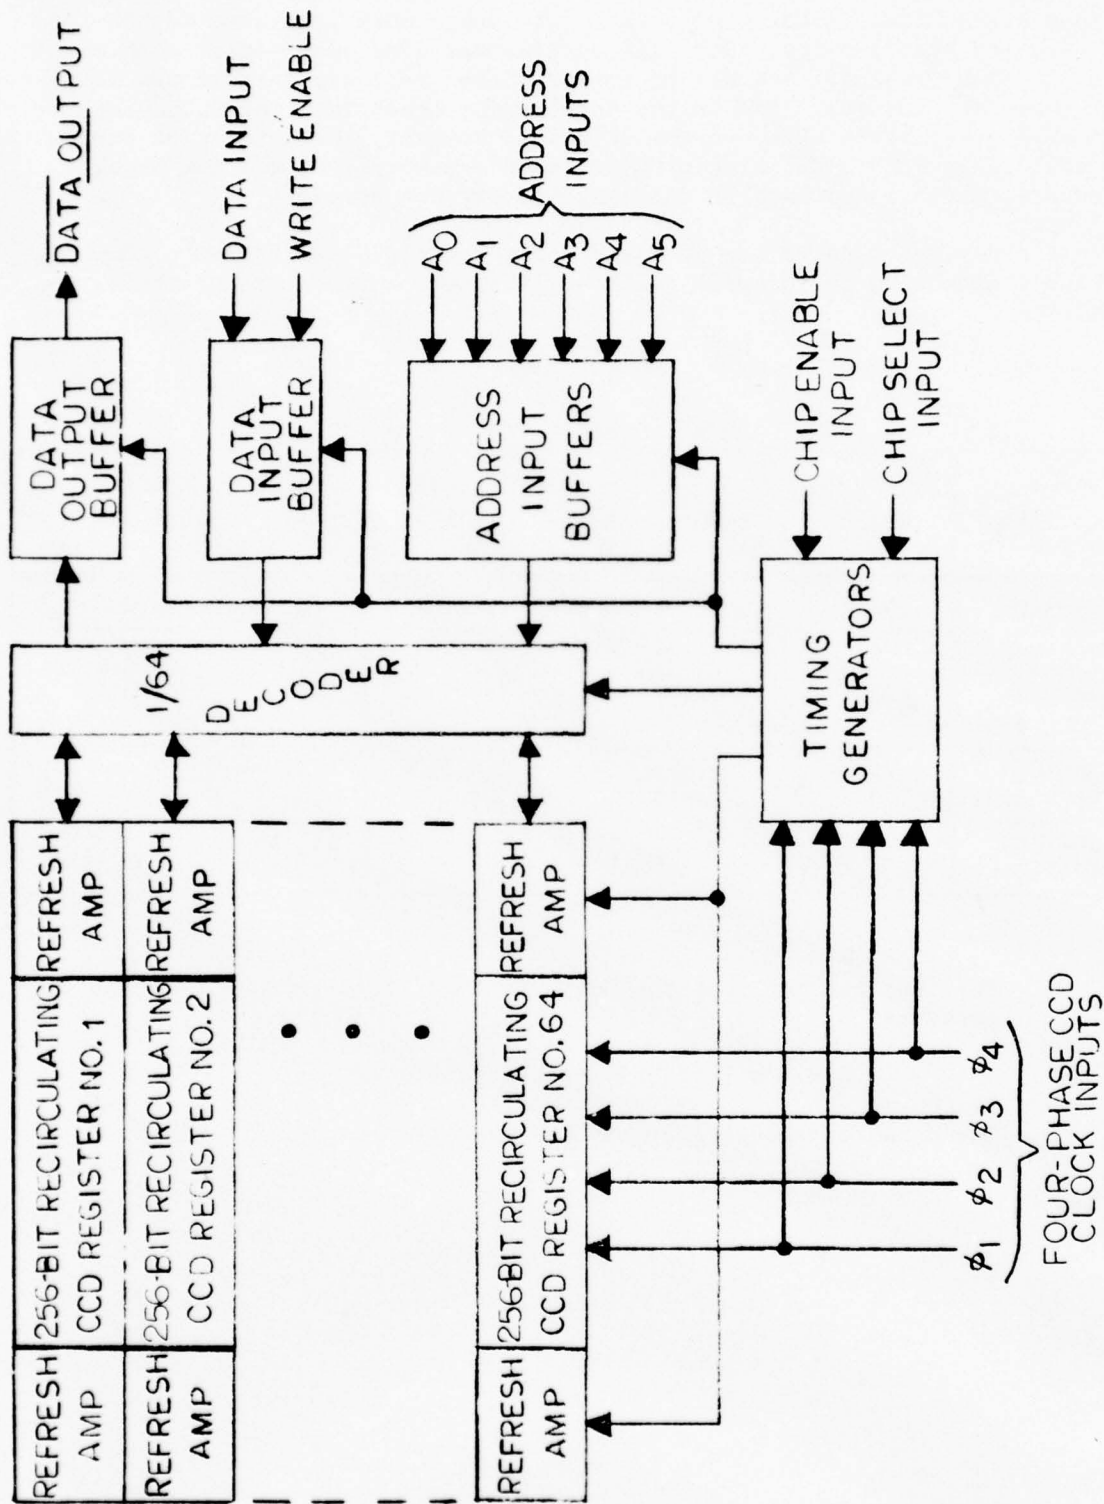 REFRESH AMP
256-BIT RECIRCULATING
CCD REGISTER NO. 1
REFRESH AMP
REFRESH AMP
256-BIT RECIRCULATING
CCD REGISTER NO. 2
REFRESH AMP
REFRESH AMP
256-BIT RECIRCULATING
CCD REGISTER NO. 64
REFRESH AMP
1/64
DECODER
DATA
OUTPUT
BUFFER
DATA OUTPUT
DATA
INPUT
BUFFER
DATA INPUT
WRITE ENABLE
ADDRESS
INPUT
BUFFERS
A0
A1
A2
A3
A4
A5
ADDRESS
INPUTS
TIMING
GENERATORS
CHIP ENABLE
INPUT
CHIP SELECT
INPUT
ϕ1
ϕ2
ϕ3
ϕ4
FOUR-PHASE CCD
CLOCK INPUTS